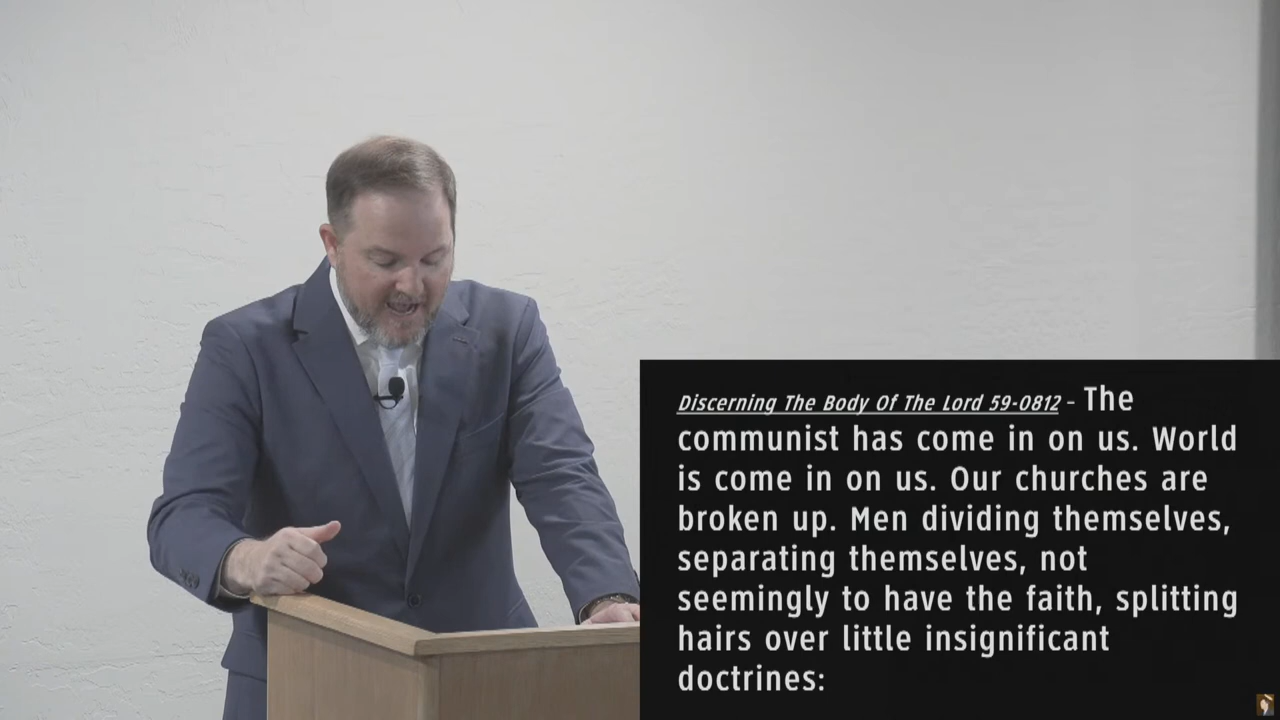 Discerning The Body Of The Lord 59-0812 - The
communist has come in on us. World
is come in on us. Our churches are
broken up. Men dividing themselves,
separating themselves, not
seemingly to have the faith, splitting
hairs over little insignificant
doctrines: